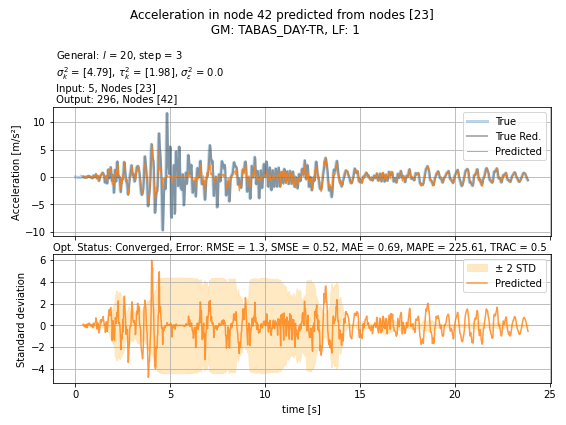 Acceleration in node 42 predicted from nodes [23]
GM: TABAS_DAY-TR, LF: 1
General: l = 20, step = 3
σ²ₖ = [4.79], τ²ₖ = [1.98], σ²ε = 0.0
Input: 5, Nodes [23]
Output: 296, Nodes [42]
Acceleration [m/s²]
10
5
0
−5
−10
True
True Red.
Predicted
Opt. Status: Converged, Error: RMSE = 1.3, SMSE = 0.52, MAE = 0.69, MAPE = 225.61, TRAC = 0.5
Standard deviation
6
4
2
0
−2
−4
± 2 STD
Predicted
0 5 10 15 20 25
time [s]